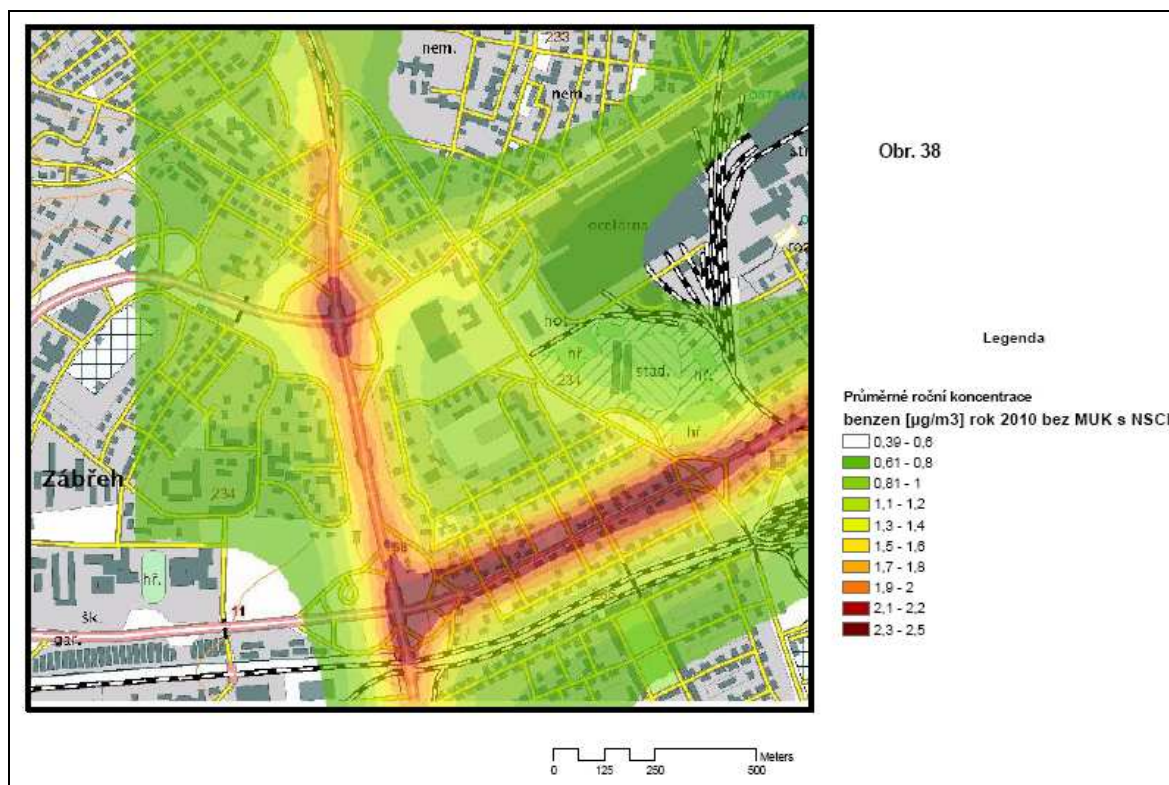 nem.
233
nem.
ocelárna
hř.
stad.
hř.
234
hř.
Zábřeh
234
58
hř.
šk.
11
gar.
Obr. 38
Legenda
Průměrné roční koncentrace
benzen [µg/m3] rok 2010 bez MUK s NSCI
0,39 - 0,6
0,61 - 0,8
0,81 - 1
1,1 - 1,2
1,3 - 1,4
1,5 - 1,6
1,7 - 1,8
1,9 - 2
2,1 - 2,2
2,3 - 2,5
Meters
0 125 250 500